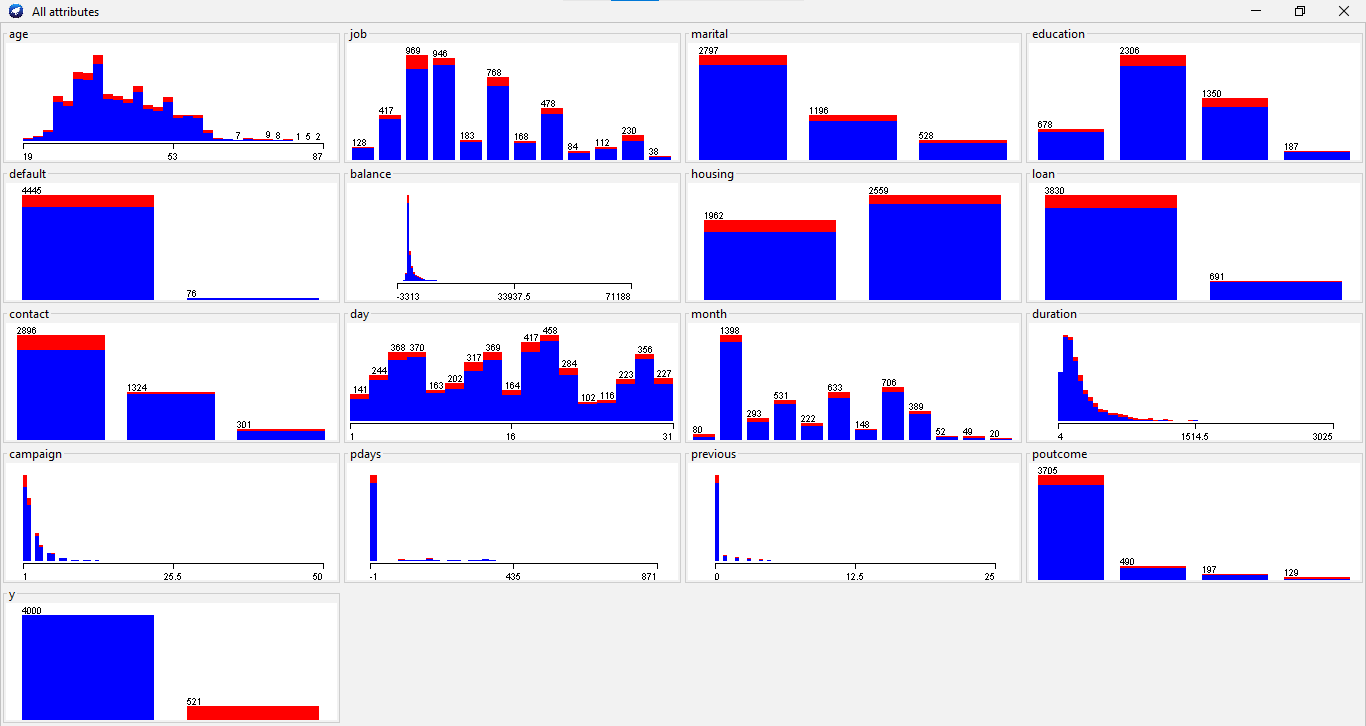 All attributes
age job marital education
7 9 8 1 5 2
19 53 87
128 417 969 946 183 768 168 478 84 112 230 38
2797 1196 528
678 2306 1350 187
default balance housing loan
4445 76
-3313 33937.5 71188
1962 2559
3830 691
contact day month duration
2896 1324 301
141 244 368 370 163 202 317 369 164 417 458 284 102 116 223 356 227
1 16 31
80 1398 293 531 222 633 148 706 389 52 49 20
4 1514.5 3025
campaign pdays previous poutcome
1 25.5 50
-1 435 871
0 12.5 25
3705 490 197 129
y
4000 521